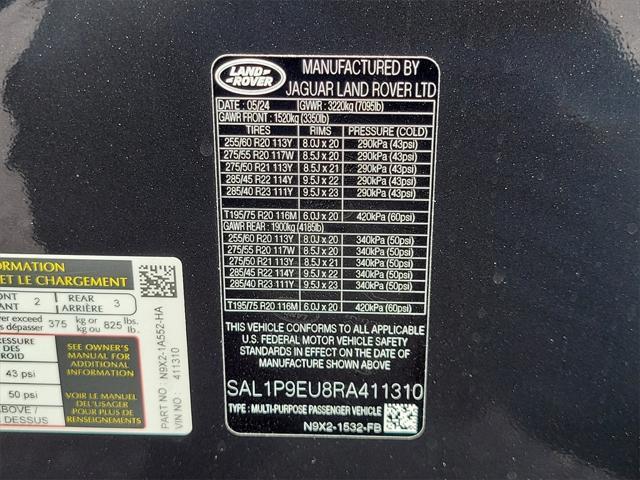 LAND ROVER
MANUFACTURED BY
JAGUAR LAND ROVER LTD
DATE : 05/24 GVWR : 3220kg (7095lb)
GAWR FRONT : 1520kg (3350lb)
TIRES RIMS PRESSURE (COLD)
255/60 R20 113Y 8.0J x 20 290kPa (43psi)
275/55 R20 117W 8.5J x 20 290kPa (43psi)
275/50 R21 113Y 8.5J x 21 290kPa (43psi)
285/45 R22 114Y 9.5J x 22 290kPa (43psi)
285/40 R23 111Y 9.5J x 23 290kPa (43psi)
T195/75 R20 116M 6.0J x 20 420kPa (60psi)
GAWR REAR : 1900kg (4185lb)
255/60 R20 113Y 8.0J x 20 340kPa (50psi)
275/55 R20 117W 8.5J x 20 340kPa (50psi)
275/50 R21 113Y 8.5J x 21 340kPa (50psi)
285/45 R22 114Y 9.5J x 22 340kPa (50psi)
285/40 R23 111Y 9.5J x 23 340kPa (50psi)
T195/75 R20 116M 6.0J x 20 420kPa (60psi)
THIS VEHICLE CONFORMS TO ALL APPLICABLE
U.S. FEDERAL MOTOR VEHICLE SAFETY
STANDARDS IN EFFECT ON THE DATE OF
MANUFACTURE SHOWN ABOVE.
SAL1P9EU8RA411310
TYPE : MULTI-PURPOSE PASSENGER VEHICLE
N9X2-1532-FB
ET LE CHARGEMENT
2 REAR
ARRIÈRE 3
er exceed
dépasser 375 kg or
kg ou 825 lbs.
lb.
43 psi
50 psi
ABOVE /
DESSUS
SEE OWNER'S
MANUAL FOR
ADDITIONAL
INFORMATION
VOIR LE MANUEL
DE L'USAGER
POUR PLUS DE
RENSEIGNEMENTS
PART NO : N9X2-1A552-HA
VIN NO : 411310